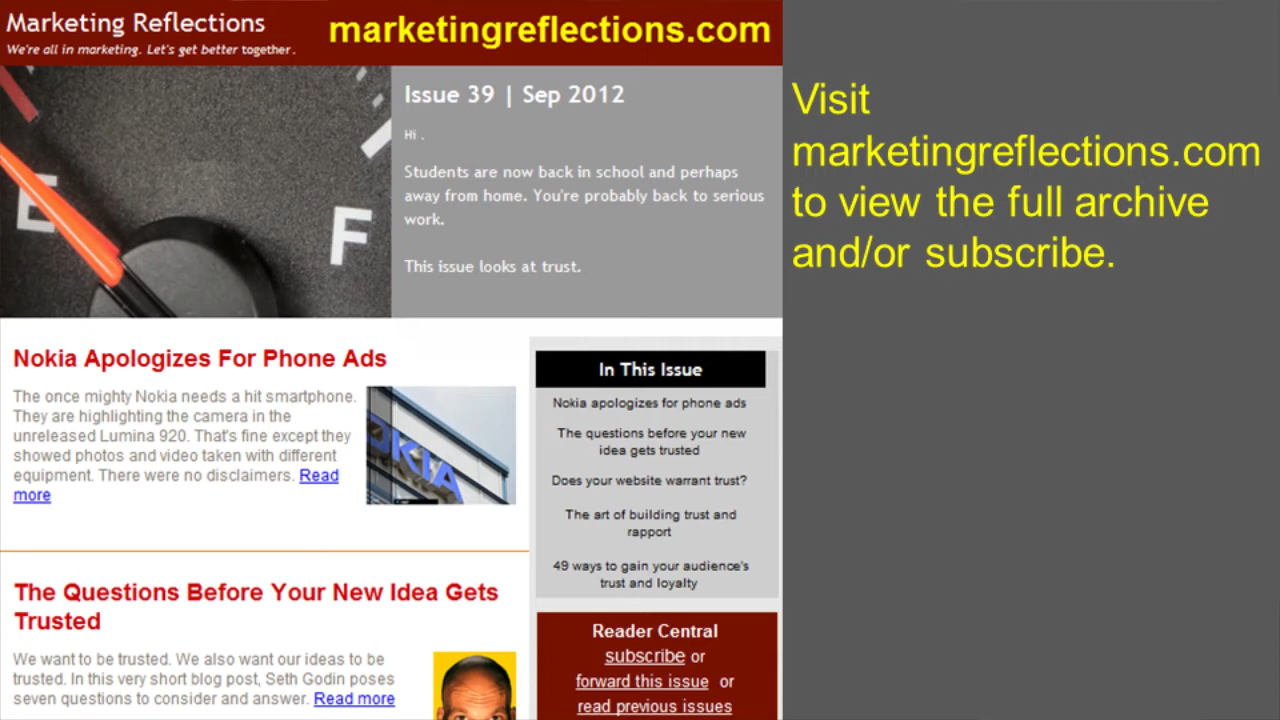 Marketing Reflections
We're all in marketing. Let's get better together.
marketingreflections.com
Issue 39 | Sep 2012
Hi .
Students are now back in school and perhaps
away from home. You're probably back to serious
work.
This issue looks at trust.
E
F
Nokia Apologizes For Phone Ads
The once mighty Nokia needs a hit smartphone.
They are highlighting the camera in the
unreleased Lumina 920. That's fine except they
showed photos and video taken with different
equipment. There were no disclaimers. Read
more
OKIA
The Questions Before Your New Idea Gets
Trusted
We want to be trusted. We also want our ideas to be
trusted. In this very short blog post, Seth Godin poses
seven questions to consider and answer. Read more
In This Issue
Nokia apologizes for phone ads
The questions before your new
idea gets trusted
Does your website warrant trust?
The art of building trust and
rapport
49 ways to gain your audience's
trust and loyalty
Reader Central
subscribe or
forward this issue or
read previous issues
Visit
marketingreflections.com
to view the full archive
and/or subscribe.